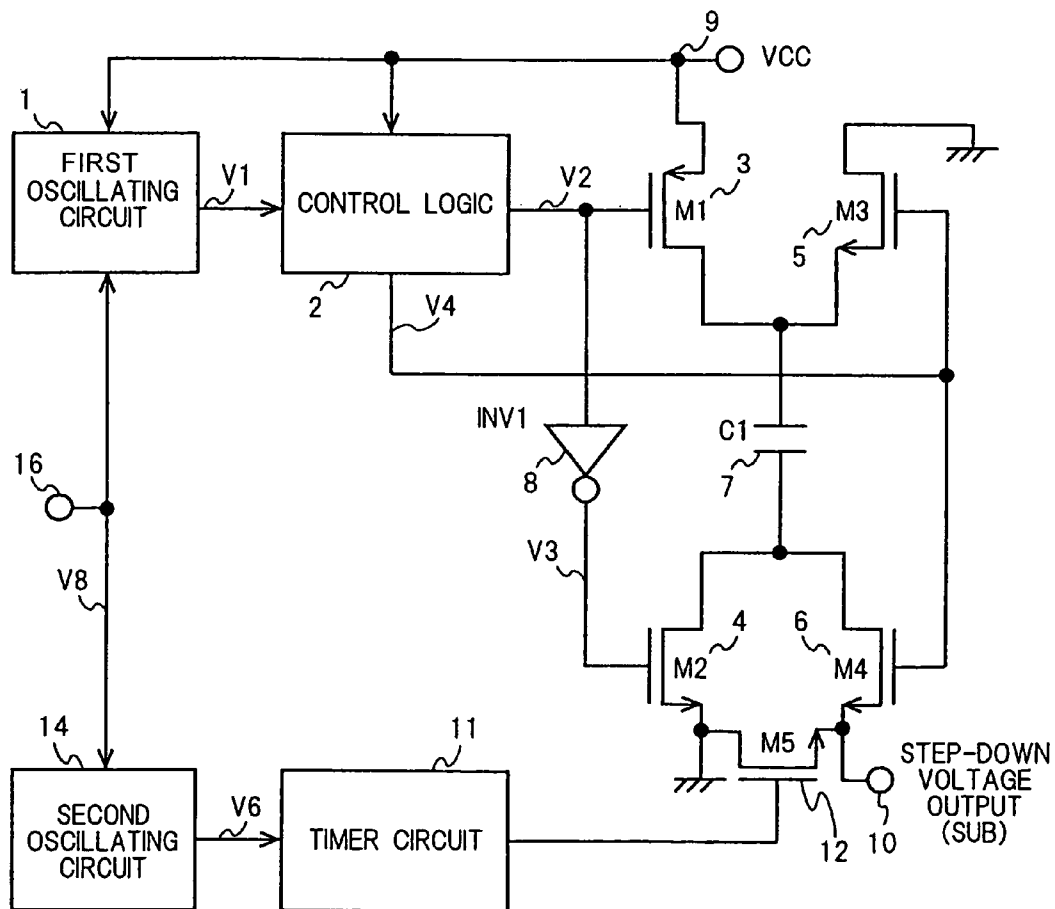 9
VCC
1
FIRST
OSCILLATING
CIRCUIT
V1
CONTROL LOGIC
2
V2
M1
3
M3
5
V4
INV1
8
C1
7
16
V8
V3
M2
4
6
M4
M5
12
10
STEP-DOWN
VOLTAGE
OUTPUT
(SUB)
14
SECOND
OSCILLATING
CIRCUIT
V6
11
TIMER CIRCUIT